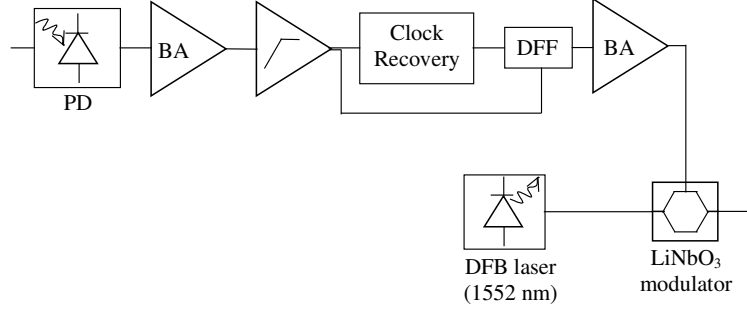 BA
Clock
Recovery
DFF
BA
PD
DFB laser
(1552 nm)
LiNbO₃
modulator